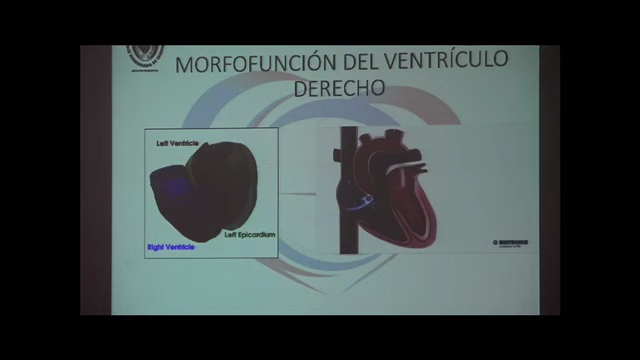 MORFOFUNCIÓN DEL VENTRÍCULO
DERECHO
Left Ventricle
Left Epicardium
Right Ventricle